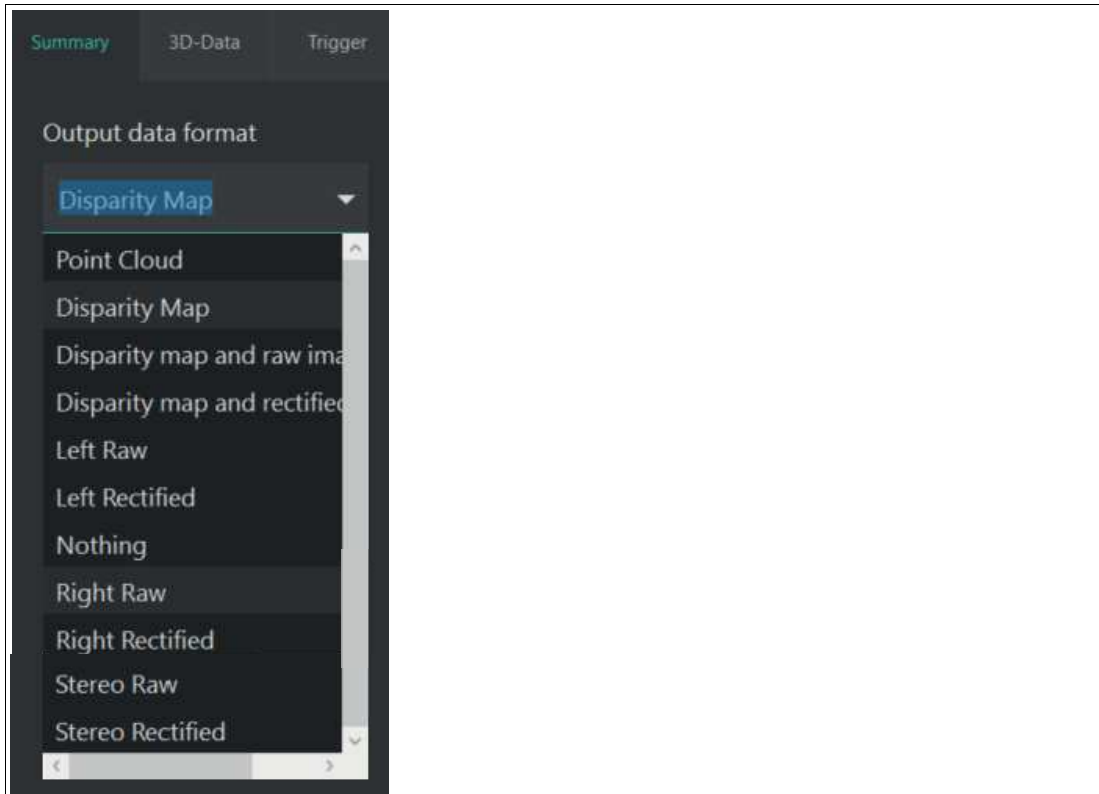 Summary 3D-Data Trigger
Output data format
Disparity Map
Point Cloud
Disparity Map
Disparity map and raw ima
Disparity map and rectified
Left Raw
Left Rectified
Nothing
Right Raw
Right Rectified
Stereo Raw
Stereo Rectified